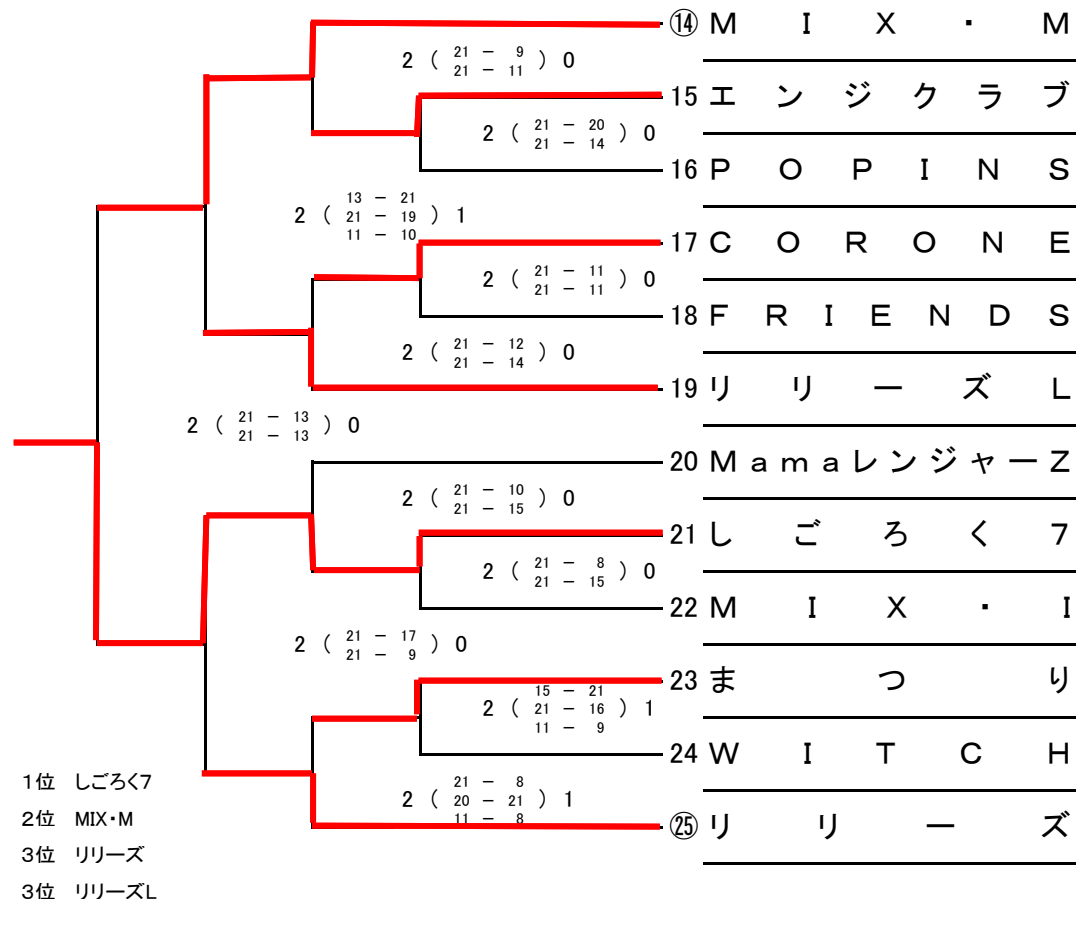 ⑭ M I X ・ M
2 ( 21 － 9 ) 0
21 － 11
15 エ ン ジ ク ラ ブ
2 ( 21 － 20 ) 0
21 － 14
16 P O P I N S
13 － 21
2 ( 21 － 19 ) 1
11 － 10
17 C O R O N E
2 ( 21 － 11 ) 0
21 － 11
18 F R I E N D S
2 ( 21 － 12 ) 0
21 － 14
19 リ リ ー ズ L
2 ( 21 － 13 ) 0
21 － 13
20 M a m a レ ン ジ ャ ー Z
2 ( 21 － 10 ) 0
21 － 15
21 し ご ろ く 7
2 ( 21 － 8 ) 0
21 － 15
22 M I X ・ I
2 ( 21 － 17 ) 0
21 － 9
23 ま つ り
15 － 21
2 ( 21 － 16 ) 1
11 － 9
24 W I T C H
21 － 8
2 ( 20 － 21 ) 1
11 － 8
㉕ リ リ ー ズ
1位 しごろく7
2位 MIX・M
3位 リリーズ
3位 リリーズL